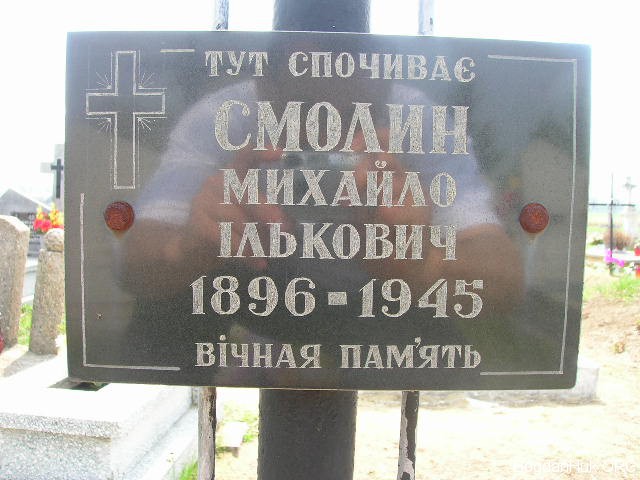 ТУТ СПОЧИВАЄ
СМОЛИН
МИХАЙЛО
ІЛЬКОВИЧ
1896-1945
ВІЧНАЯ ПАМ'ЯТЬ